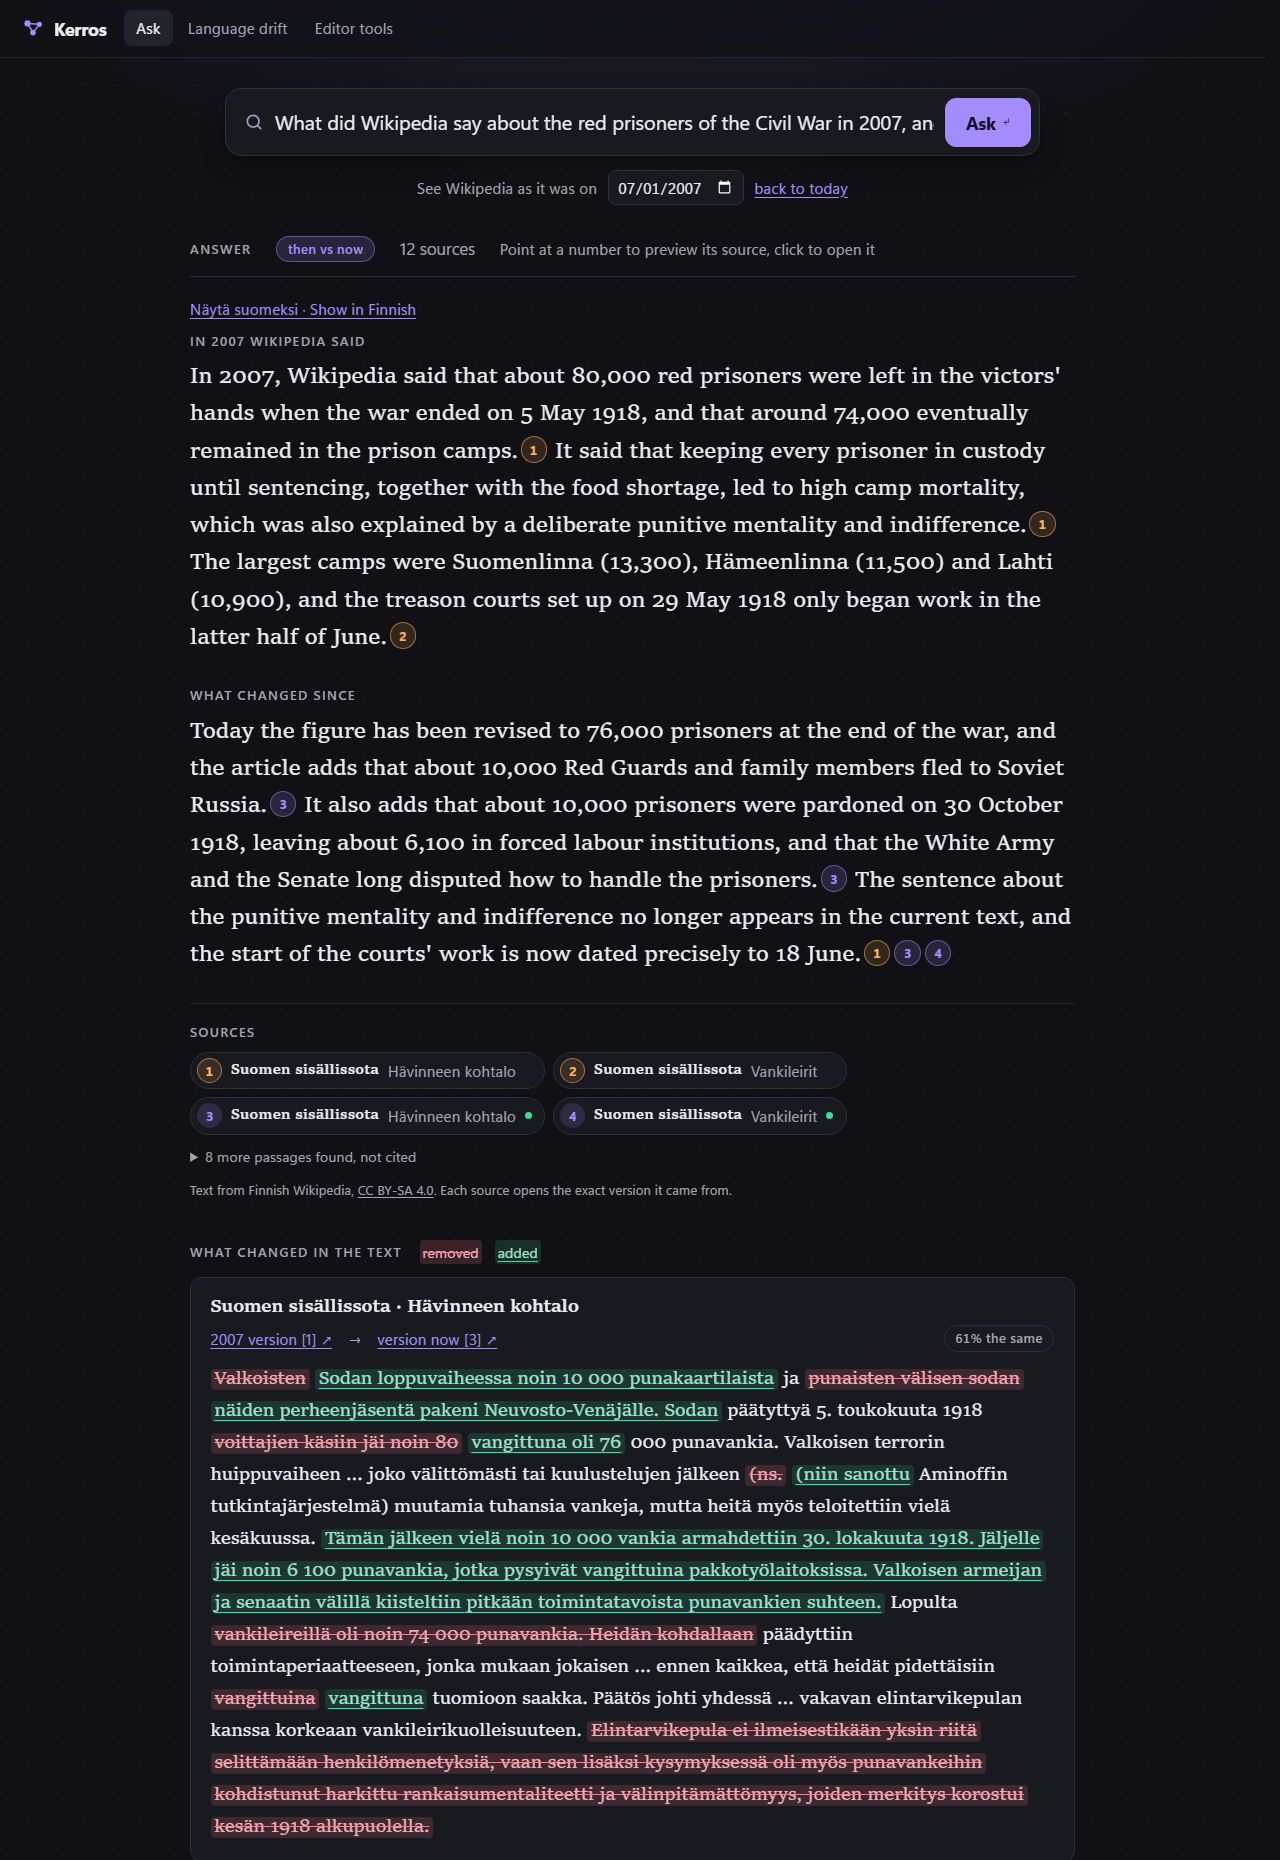 Kerros Ask Language drift Editor tools
What did Wikipedia say about the red prisoners of the Civil War in 2007, an
Ask
See Wikipedia as it was on 07/01/2007 back to today
ANSWER then vs now 12 sources Point at a number to preview its source, click to open it
Näytä suomeksi · Show in Finnish
IN 2007 WIKIPEDIA SAID
In 2007, Wikipedia said that about 80,000 red prisoners were left in the victors'
hands when the war ended on 5 May 1918, and that around 74,000 eventually
remained in the prison camps. 1 It said that keeping every prisoner in custody
until sentencing, together with the food shortage, led to high camp mortality,
which was also explained by a deliberate punitive mentality and indifference. 1
The largest camps were Suomenlinna (13,300), Hämeenlinna (11,500) and Lahti
(10,900), and the treason courts set up on 29 May 1918 only began work in the
latter half of June. 2
WHAT CHANGED SINCE
Today the figure has been revised to 76,000 prisoners at the end of the war, and
the article adds that about 10,000 Red Guards and family members fled to Soviet
Russia. 3 It also adds that about 10,000 prisoners were pardoned on 30 October
1918, leaving about 6,100 in forced labour institutions, and that the White Army
and the Senate long disputed how to handle the prisoners. 3 The sentence about
the punitive mentality and indifference no longer appears in the current text, and
the start of the courts' work is now dated precisely to 18 June. 1 3 4
SOURCES
1 Suomen sisällissota Hävinneen kohtalo 2 Suomen sisällissota Vankileirit
3 Suomen sisällissota Hävinneen kohtalo 4 Suomen sisällissota Vankileirit
▶ 8 more passages found, not cited
Text from Finnish Wikipedia, CC BY-SA 4.0. Each source opens the exact version it came from.
WHAT CHANGED IN THE TEXT removed added
Suomen sisällissota · Hävinneen kohtalo
2007 version [1] ↗ → version now [3] ↗ 61% the same
Valkoisten Sodan loppuvaiheessa noin 10 000 punakaartilaista ja punaisten välisen sodan
näiden perheenjäsentä pakeni Neuvosto-Venäjälle. Sodan päätyttyä 5. toukokuuta 1918
voittajien käsiin jäi noin 80 vangittuna oli 76 000 punavankia. Valkoisen terrorin
huippuvaiheen ... joko välittömästi tai kuulustelujen jälkeen (ns. (niin sanottu Aminoffin
tutkintajärjestelmä) muutamia tuhansia vankeja, mutta heitä myös teloitettiin vielä
kesäkuussa. Tämän jälkeen vielä noin 10 000 vankia armahdettiin 30. lokakuuta 1918. Jäljelle
jäi noin 6 100 punavankia, jotka pysyivät vangittuina pakkotyölaitoksissa. Valkoisen armeijan
ja senaatin välillä kiisteltiin pitkään toimintatavoista punavankien suhteen. Lopulta
vankileireillä oli noin 74 000 punavankia. Heidän kohdallaan päädyttiin
toimintaperiaatteeseen, jonka mukaan jokaisen ... ennen kaikkea, että heidät pidettäisiin
vangittuina vangittuna tuomioon saakka. Päätös johti yhdessä ... vakavan elintarvikepulan
kanssa korkeaan vankileirikuolleisuuteen. Elintarvikepula ei ilmeisestikään yksin riitä
selittämään henkilömenetyksiä, vaan sen lisäksi kysymyksessä oli myös punavankeihin
kohdistunut harkittu rankaisumentaliteetti ja välinpitämättömyys, joiden merkitys korostui
kesän 1918 alkupuolella.